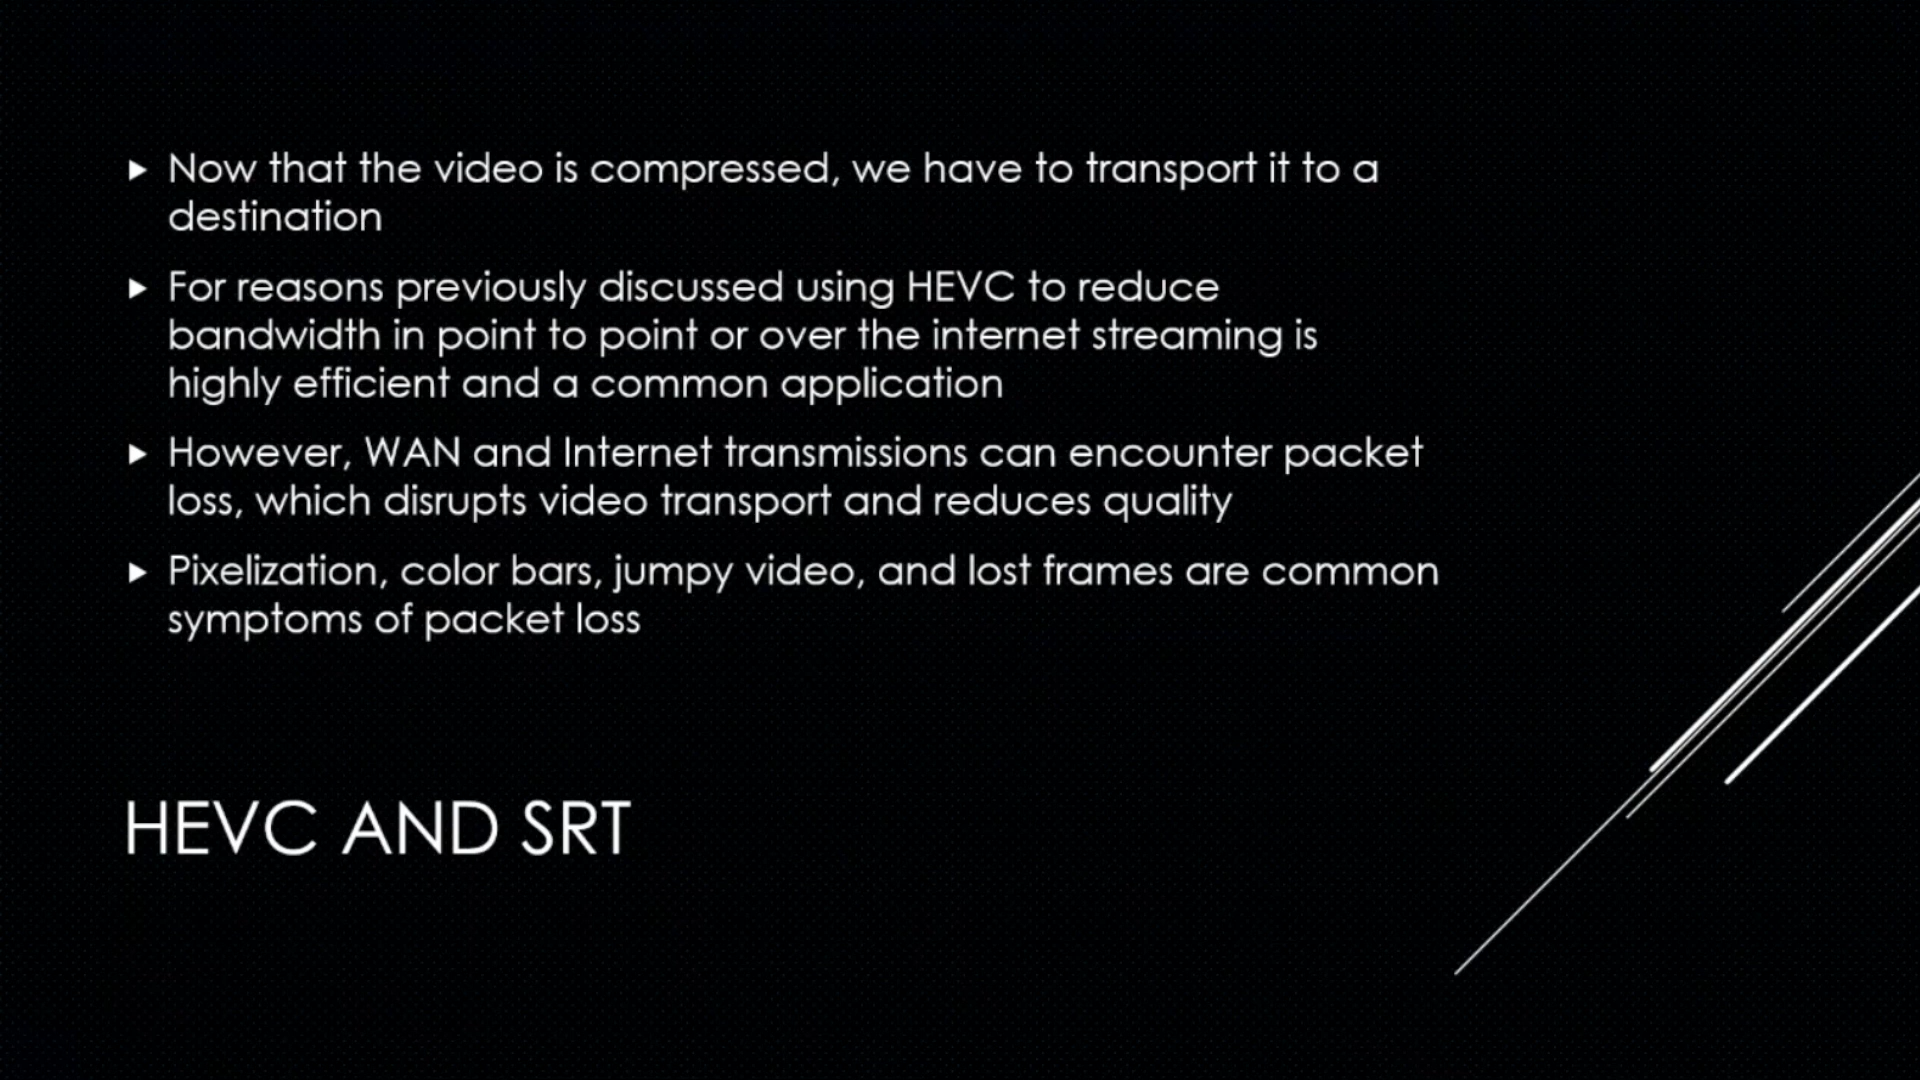 Now that the video is compressed, we have to transport it to a
destination
For reasons previously discussed using HEVC to reduce
bandwidth in point to point or over the internet streaming is
highly efficient and a common application
However, WAN and Internet transmissions can encounter packet
loss, which disrupts video transport and reduces quality
Pixelization, color bars, jumpy video, and lost frames are common
symptoms of packet loss
HEVC AND SRT